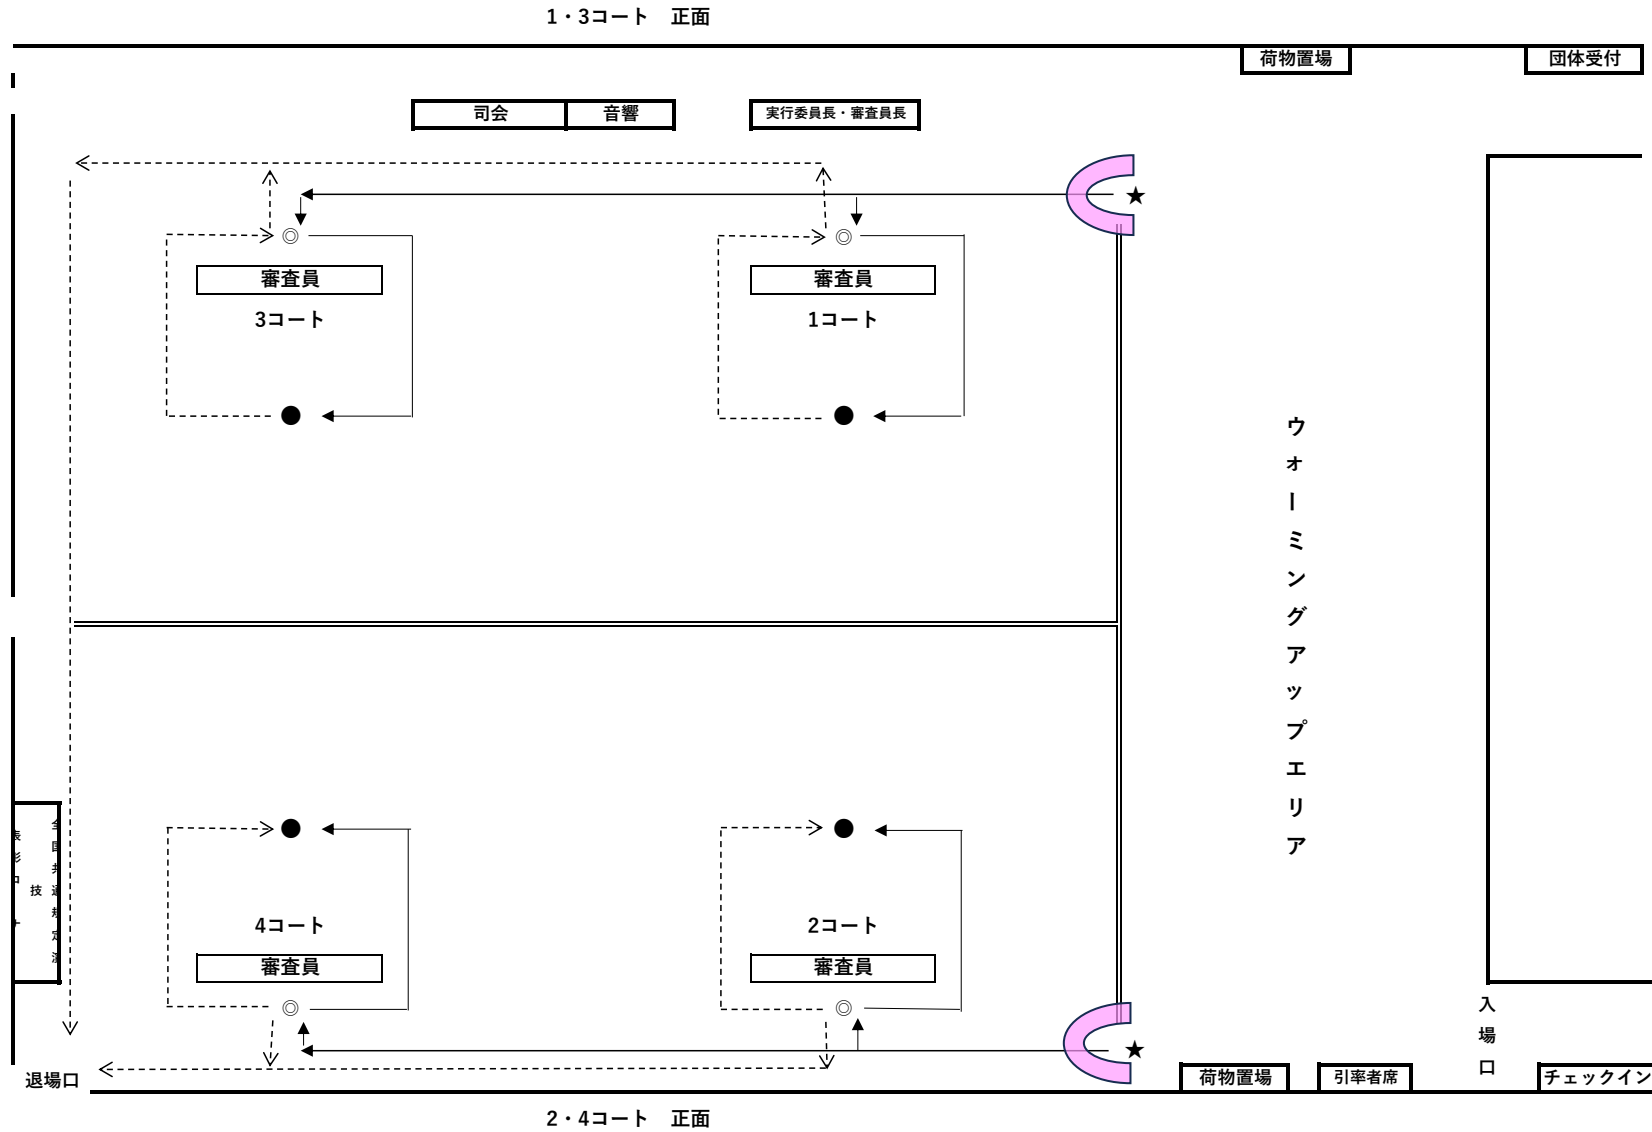 1・3コート　正面
荷物置場
団体受付
司会
音響
実行委員長・審査員長
★
◎
◎
審査員
審査員
3コート
1コート
●
●
ウォーミングアップエリア
●
●
技
4コート
2コート
審査員
審査員
◎
◎
★
入場口
退場口
荷物置場
引率者席
チェックイン
2・4コート　正面